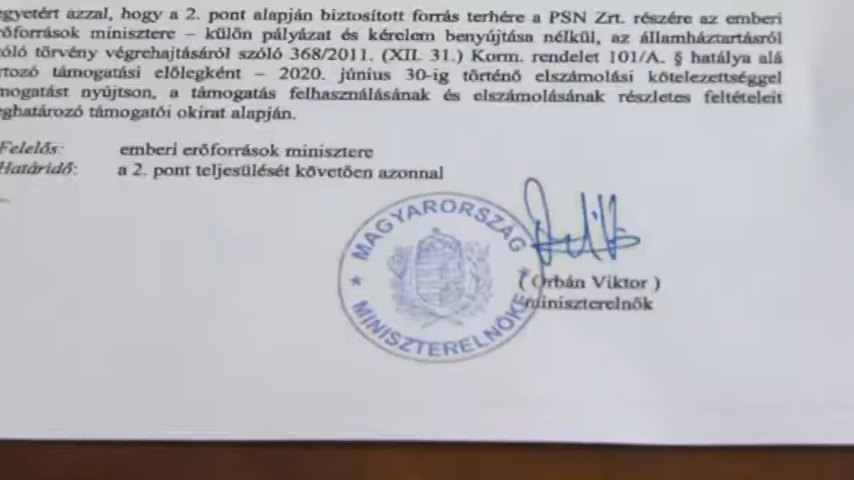 egyetért azzal, hogy a 2. pont alapján biztosított forrás terhére a PSN Zrt. részére az emberi
erőforrások minisztere – külön pályázat és kérelem benyújtása nélkül, az államháztartásról
szóló törvény végrehajtásáról szóló 368/2011. (XII. 31.) Korm. rendelet 101/A. § hatálya alá
tartozó támogatási előlegként – 2020. június 30-ig történő elszámolási kötelezettséggel
támogatást nyújtson, a támogatás felhasználásának és elszámolásának részletes feltételeit
meghatározó támogatói okirat alapján.
Felelős: emberi erőforrások minisztere
Határidő: a 2. pont teljesülését követően azonnal
MAGYARORSZÁG
* MINISZTERELNÖKE *
( Orbán Viktor )
miniszterelnök